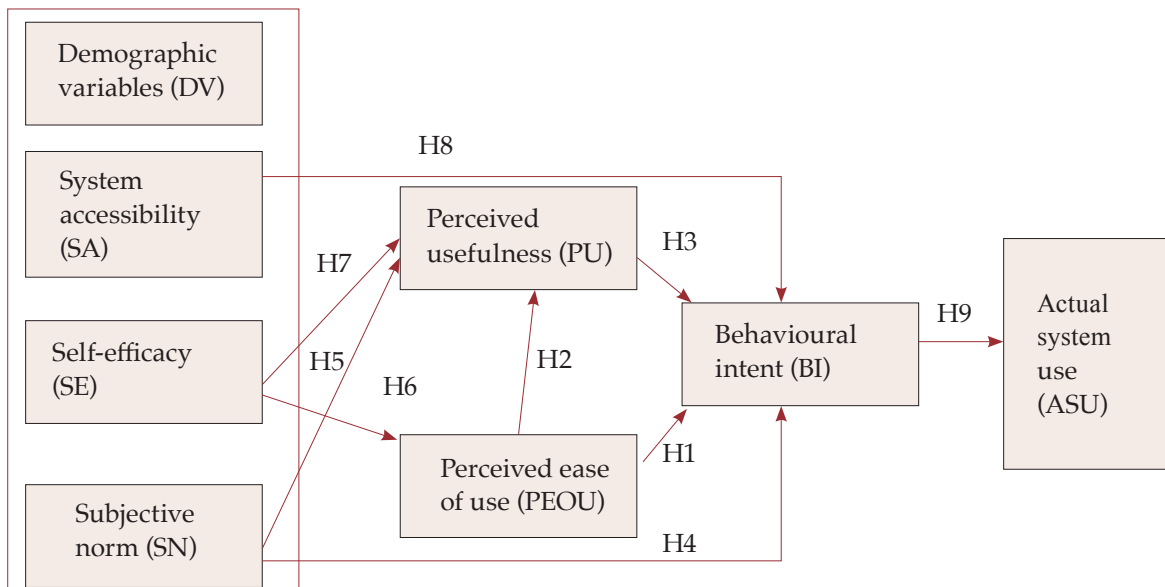 Demographic
variables (DV)
System
accessibility
(SA)
Self-efficacy
(SE)
Subjective
norm (SN)
H8
H7
H5
H6
Perceived
usefulness (PU)
H2
Perceived ease
of use (PEOU)
H3
H1
H4
Behavioural
intent (BI)
H9
Actual
system
use
(ASU)